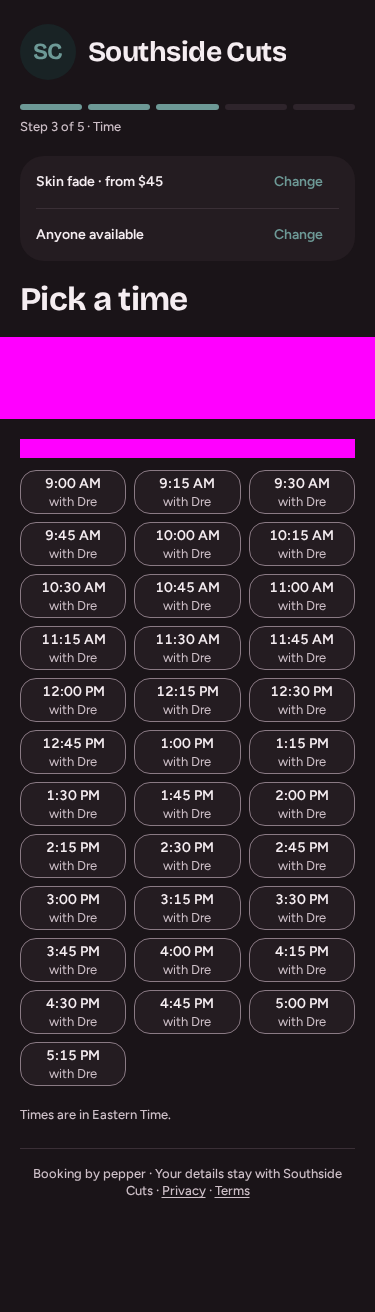 SC
Southside Cuts
Step 3 of 5 · Time
Skin fade · from $45
Change
Anyone available
Change
Pick a time
9:00 AM 9:15 AM 9:30 AM
with Dre with Dre with Dre
9:45 AM 10:00 AM 10:15 AM
with Dre with Dre with Dre
10:30 AM 10:45 AM 11:00 AM
with Dre with Dre with Dre
11:15 AM 11:30 AM 11:45 AM
with Dre with Dre with Dre
12:00 PM 12:15 PM 12:30 PM
with Dre with Dre with Dre
12:45 PM 1:00 PM 1:15 PM
with Dre with Dre with Dre
1:30 PM 1:45 PM 2:00 PM
with Dre with Dre with Dre
2:15 PM 2:30 PM 2:45 PM
with Dre with Dre with Dre
3:00 PM 3:15 PM 3:30 PM
with Dre with Dre with Dre
3:45 PM 4:00 PM 4:15 PM
with Dre with Dre with Dre
4:30 PM 4:45 PM 5:00 PM
with Dre with Dre with Dre
5:15 PM
with Dre
Times are in Eastern Time.
Booking by pepper · Your details stay with Southside
Cuts · Privacy · Terms